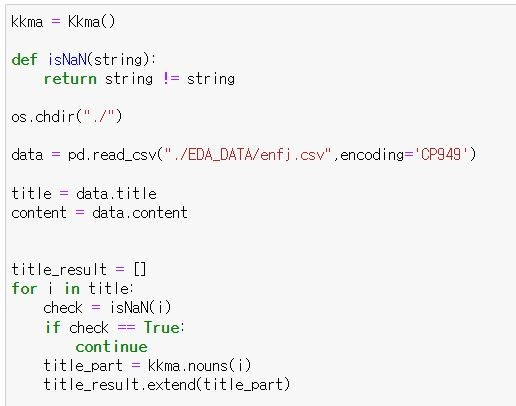 kkma = Kkma()
def isNaN(string):
    return string != string
os.chdir("./")
data = pd.read_csv("./EDA_DATA/enfj.csv",encoding='CP949')
title = data.title
content = data.content
title_result = []
for i in title:
    check = isNaN(i)
    if check == True:
        continue
    title_part = kkma.nouns(i)
    title_result.extend(title_part)